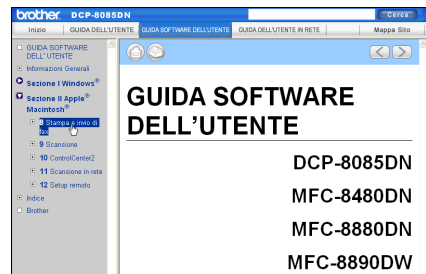 brother DCP-8085DN
Cerca
Inizio GUIDA DELL'UTENTE GUIDA SOFTWARE DELL'UTENTE GUIDA DELL'UTENTE IN RETE Mappa Sito
GUIDA SOFTWARE
DELL'UTENTE
Informazioni Generali
Sezione I Windows®
Sezione II Apple®
Macintosh®
8 Stampa e invio di
fax
9 Scansione
10 ControlCenter2
11 Scansione in rete
12 Setup remoto
Indice
Brother
GUIDA SOFTWARE
DELL'UTENTE
DCP-8085DN
MFC-8480DN
MFC-8880DN
MFC-8890DW